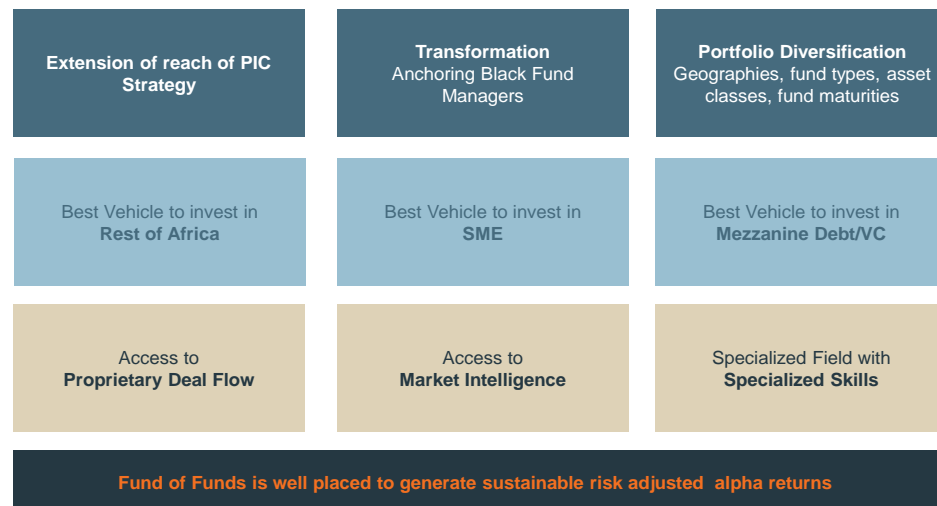 Extension of reach of PIC
Strategy
Transformation
Anchoring Black Fund
Managers
Portfolio Diversification
Geographies, fund types, asset
classes, fund maturities
Best Vehicle to invest in
Rest of Africa
Best Vehicle to invest in
SME
Best Vehicle to invest in
Mezzanine Debt/VC
Access to
Proprietary Deal Flow
Access to
Market Intelligence
Specialized Field with
Specialized Skills
Fund of Funds is well placed to generate sustainable risk adjusted  alpha returns